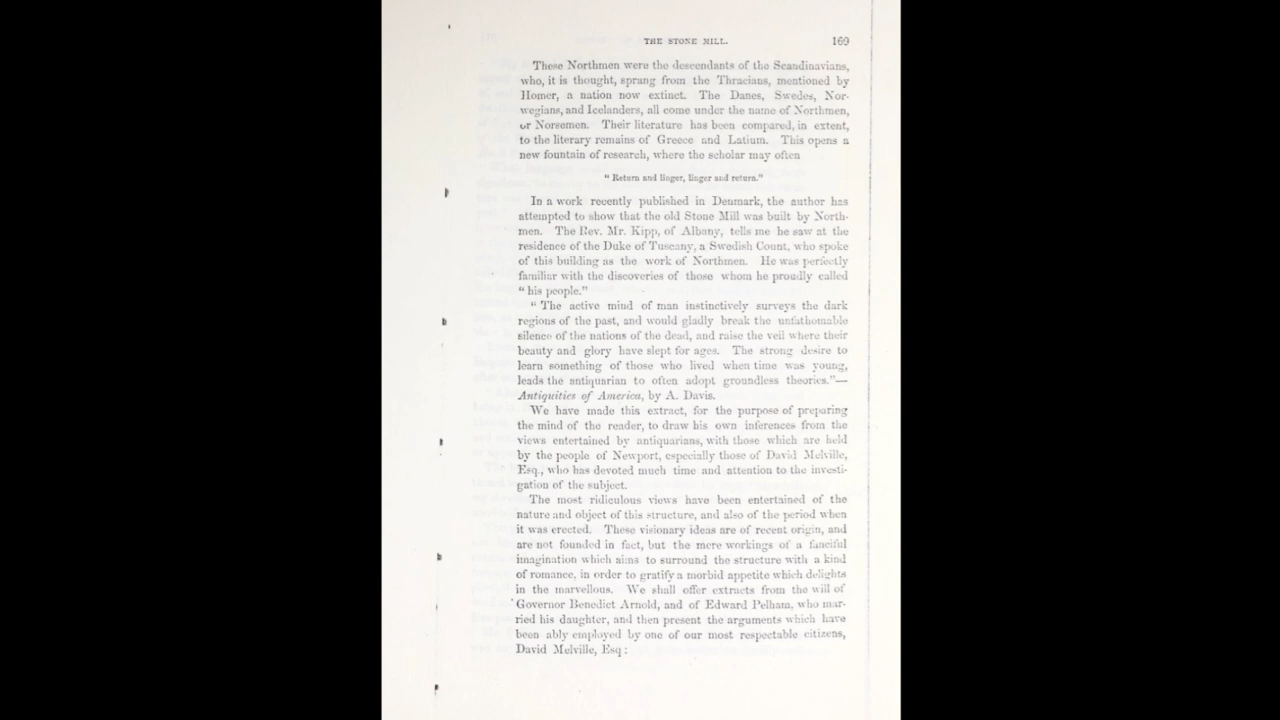 THE STONE MILL. 169
These Northmen were the descendants of the Scandinavians,
who, it is thought, sprung from the Thracians, mentioned by
Homer, a nation now extinct. The Danes, Swedes, Nor-
wegians, and Icelanders, all come under the name of Northmen,
or Norsemen. Their literature has been compared, in extent,
to the literary remains of Greece and Latium. This opens a
new fountain of research, where the scholar may often
" Return and linger, linger and return."
In a work recently published in Denmark, the author has
attempted to show that the old Stone Mill was built by North-
men. The Rev. Mr. Kipp, of Albany, tells me he saw at the
residence of the Duke of Tuscany, a Swedish Count, who spoke
of this building as the work of Northmen. He was perfectly
familiar with the discoveries of those whom he proudly called
" his people."
" The active mind of man instinctively surveys the dark
regions of the past, and would gladly break the unfathomable
silence of the nations of the dead, and raise the veil where their
beauty and glory have slept for ages. The strong desire to
learn something of those who lived when time was young,
leads the antiquarian to often adopt groundless theories."—
Antiquities of America, by A. Davis.
We have made this extract, for the purpose of preparing
the mind of the reader, to draw his own inferences from the
views entertained by antiquarians, with those which are held
by the people of Newport, especially those of David Melville,
Esq., who has devoted much time and attention to the investi-
gation of the subject.
The most ridiculous views have been entertained of the
nature and object of this structure, and also of the period when
it was erected. These visionary ideas are of recent origin, and
are not founded in fact, but the mere workings of a fanciful
imagination which aims to surround the structure with a kind
of romance, in order to gratify a morbid appetite which delights
in the marvellous. We shall offer extracts from the will of
Governor Benedict Arnold, and of Edward Pelham, who mar-
ried his daughter, and then present the arguments which have
been ably employed by one of our most respectable citizens,
David Melville, Esq :